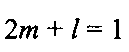 2m + l = 1